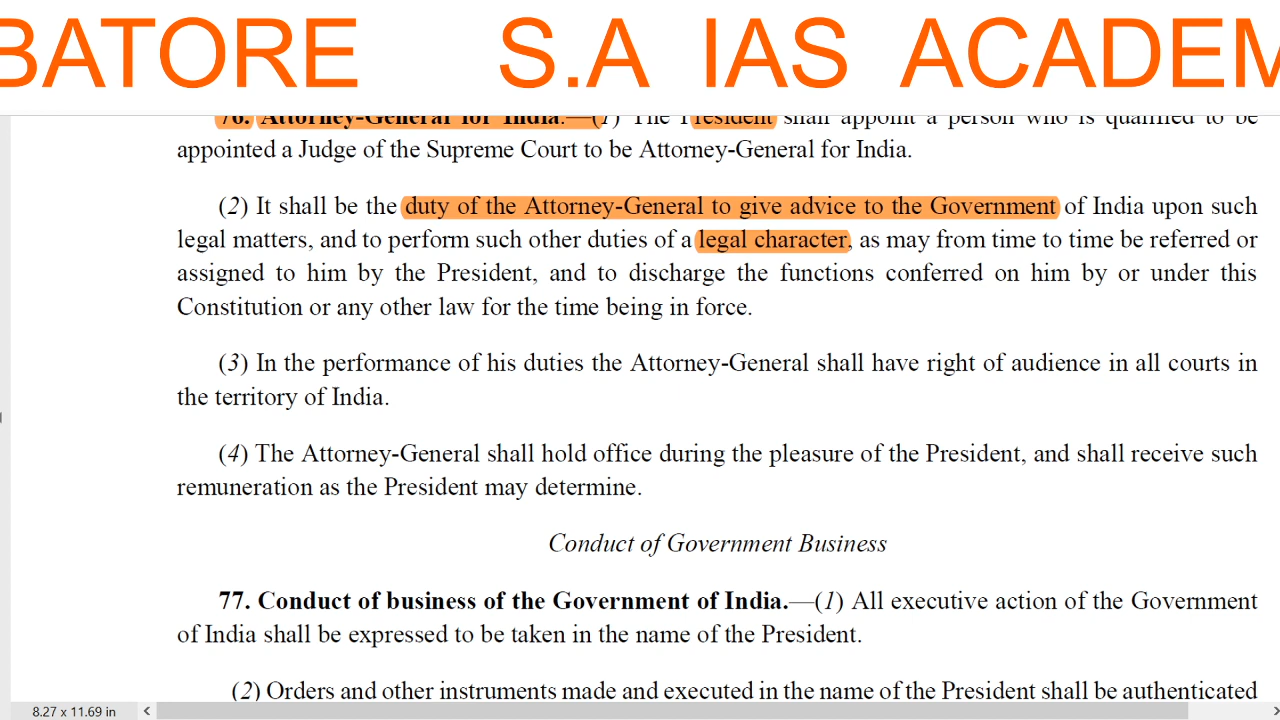 BATORE S.A IAS ACADEM
76. Attorney-General for India.—(1) The President shall appoint a person who is qualified to be
appointed a Judge of the Supreme Court to be Attorney-General for India.
(2) It shall be the duty of the Attorney-General to give advice to the Government of India upon such
legal matters, and to perform such other duties of a legal character, as may from time to time be referred or
assigned to him by the President, and to discharge the functions conferred on him by or under this
Constitution or any other law for the time being in force.
(3) In the performance of his duties the Attorney-General shall have right of audience in all courts in
the territory of India.
(4) The Attorney-General shall hold office during the pleasure of the President, and shall receive such
remuneration as the President may determine.
Conduct of Government Business
77. Conduct of business of the Government of India.—(1) All executive action of the Government
of India shall be expressed to be taken in the name of the President.
(2) Orders and other instruments made and executed in the name of the President shall be authenticated
8.27 x 11.69 in